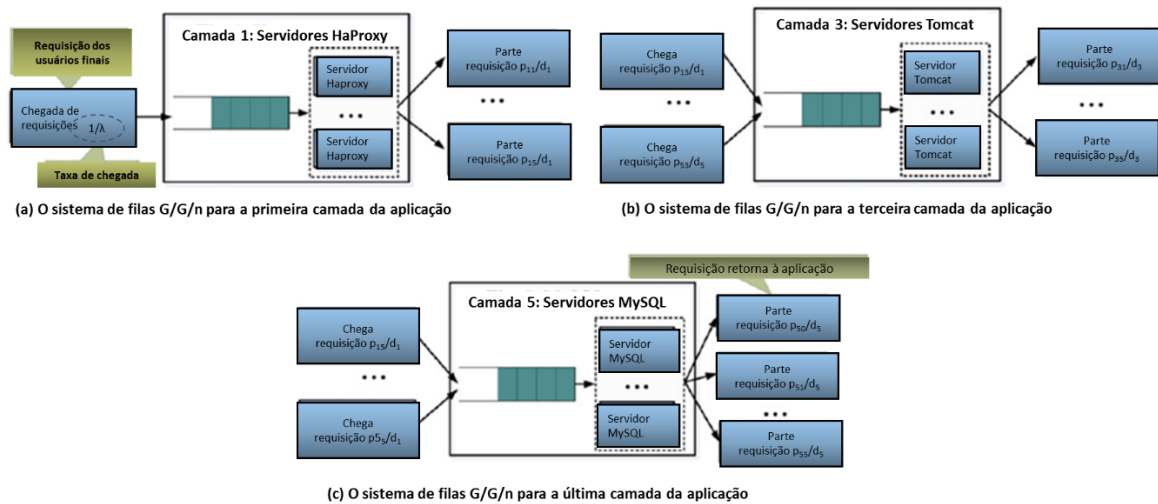 Requisição dos
usuários finais
Chegada de
requisições
1/λ
Taxa de chegada
Camada 1: Servidores HaProxy
Servidor
Haproxy
...
Servidor
Haproxy
Parte
requisição p₁₁/d₁
...
Parte
requisição p₁₅/d₁
(a) O sistema de filas G/G/n para a primeira camada da aplicação
Chega
requisição p₁₃/d₁
...
Chega
requisição p₅₃/d₅
Camada 3: Servidores Tomcat
Servidor
Tomcat
...
Servidor
Tomcat
Parte
requisição p₃₁/d₃
...
Parte
requisição p₃₅/d₃
(b) O sistema de filas G/G/n para a terceira camada da aplicação
Requisição retorna à aplicação
Chega
requisição p₁₅/d₁
...
Chega
requisição p5₅/d₁
Camada 5: Servidores MySQL
Servidor
MySQL
...
Servidor
MySQL
Parte
requisição p₅₀/d₅
Parte
requisição p₅₁/d₅
...
Parte
requisição p₅₅/d₅
(c) O sistema de filas G/G/n para a última camada da aplicação